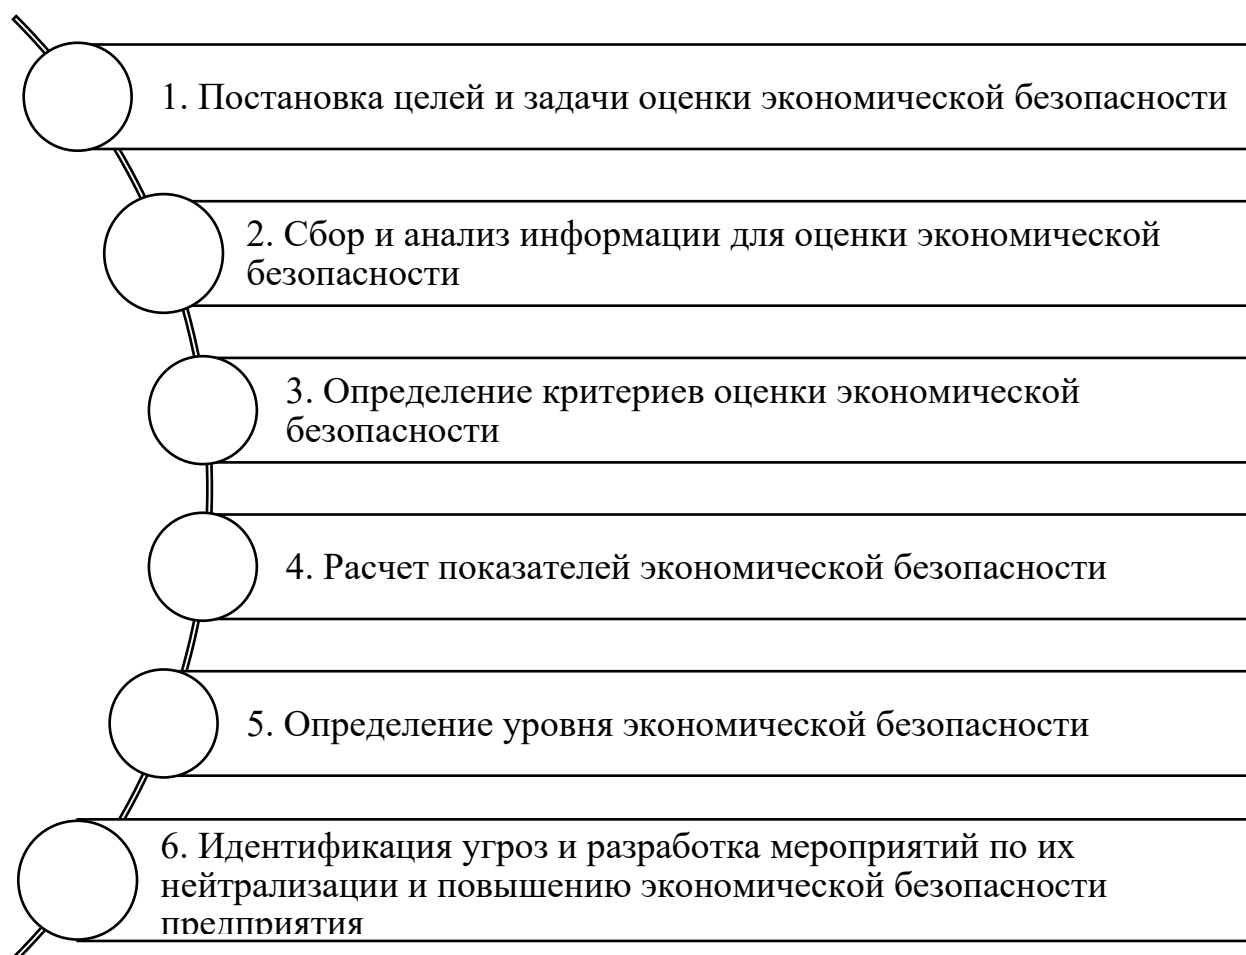 1. Постановка целей и задачи оценки экономической безопасности
2. Сбор и анализ информации для оценки экономической
безопасности
3. Определение критериев оценки экономической
безопасности
4. Расчет показателей экономической безопасности
5. Определение уровня экономической безопасности
6. Идентификация угроз и разработка мероприятий по их
нейтрализации и повышению экономической безопасности
предприятия